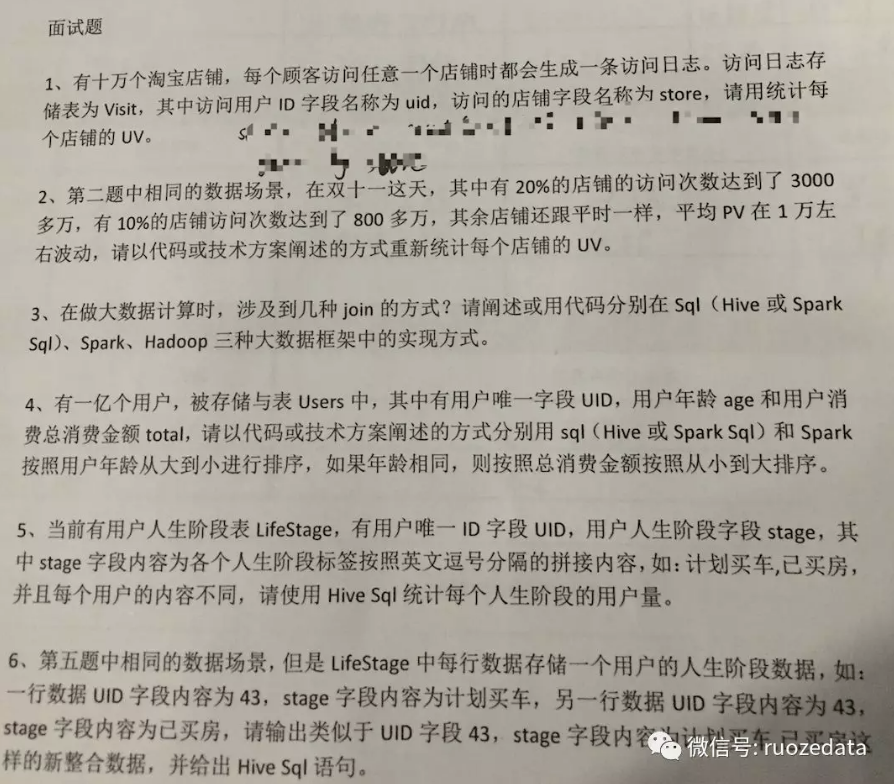 面试题
1、有十万个淘宝店铺，每个顾客访问任意一个店铺时都会生成一条访问日志。访问日志存
储表为 Visit，其中访问用户 ID 字段名称为 uid，访问的店铺字段名称为 store，请用统计每
个店铺的 UV。
2、第二题中相同的数据场景，在双十一这天，其中有 20%的店铺的访问次数达到了 3000
多万，有 10%的店铺访问次数达到了 800 多万，其余店铺还跟平时一样，平均 PV 在 1 万左
右波动，请以代码或技术方案阐述的方式重新统计每个店铺的 UV。
3、在做大数据计算时，涉及到几种 join 的方式？请阐述或用代码分别在 Sql（Hive 或 Spark
Sql）、Spark、Hadoop 三种大数据框架中的实现方式。
4、有一亿个用户，被存储与表 Users 中，其中有用户唯一字段 UID，用户年龄 age 和用户消
费总消费金额 total，请以代码或技术方案阐述的方式分别用 sql（Hive 或 Spark Sql）和 Spark
按照用户年龄从大到小进行排序，如果年龄相同，则按照总消费金额按照从小到大排序。
5、当前有用户人生阶段表 LifeStage，有用户唯一 ID 字段 UID，用户人生阶段字段 stage，其
中 stage 字段内容为各个人生阶段标签按照英文逗号分隔的拼接内容，如：计划买车,已买房，
并且每个用户的内容不同，请使用 Hive Sql 统计每个人生阶段的用户量。
6、第五题中相同的数据场景，但是 LifeStage 中每行数据存储一个用户的人生阶段数据，如：
一行数据 UID 字段内容为 43，stage 字段内容为计划买车，另一行数据 UID 字段内容为 43，
stage 字段内容为已买房，请输出类似于 UID 字段 43，stage 字段内容为计划买车,已买房这
样的新整合数据，并给出 Hive Sql 语句。
微信号: ruozedata